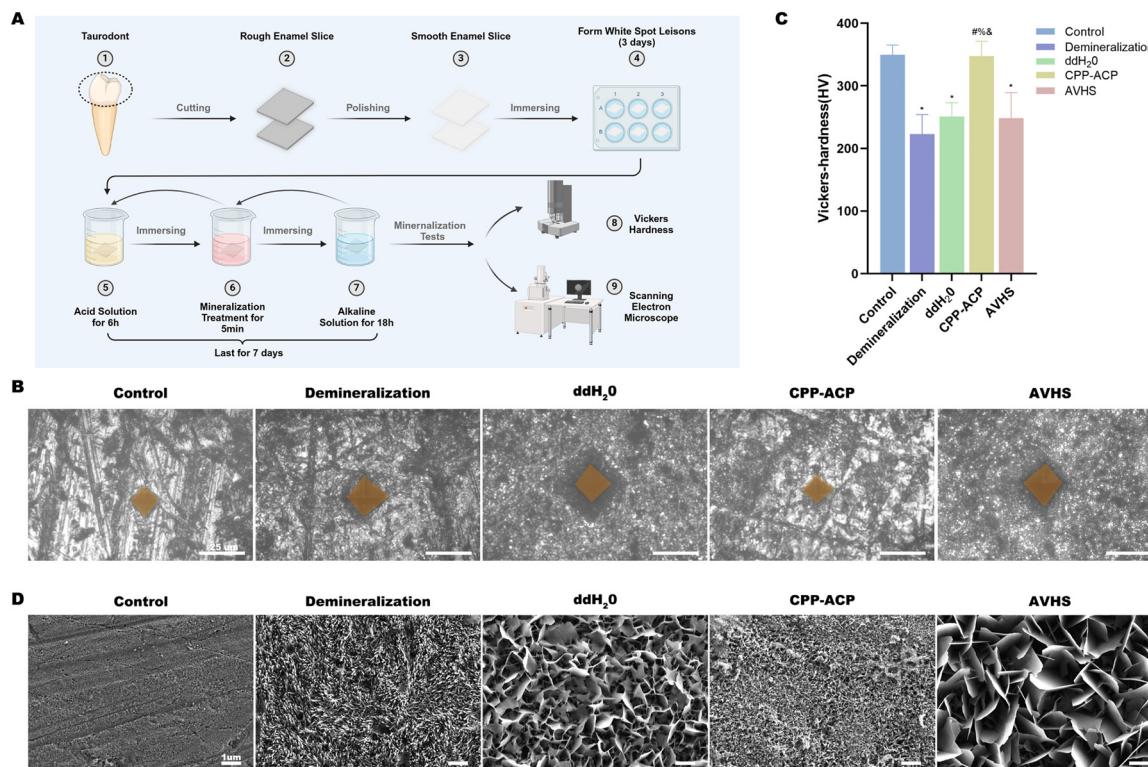 A
Taurodont
Rough Enamel Slice
Smooth Enamel Slice
Form White Spot Leisons
(3 days)
1
2
3
4
Cutting
Polishing
Immersing
1 2 3
A
B
Immersing
Immersing
Minernalization
Tests
8
Vickers
Hardness
5
6
7
9
Acid Solution
for 6h
Mineralization
Treatment for
5min
Alkaline
Solution for 18h
Scanning
Electron
Microscope
Last for 7 days
C
Vickers-hardness(HV)
400
300
200
100
0
*
*
#%&
*
Control
Demineralization
ddH₂0
CPP-ACP
AVHS
Control
Demineralization
ddH₂0
CPP-ACP
AVHS
B
Control
Demineralization
ddH₂0
CPP-ACP
AVHS
25 um
D
Control
Demineralization
ddH₂0
CPP-ACP
AVHS
1um